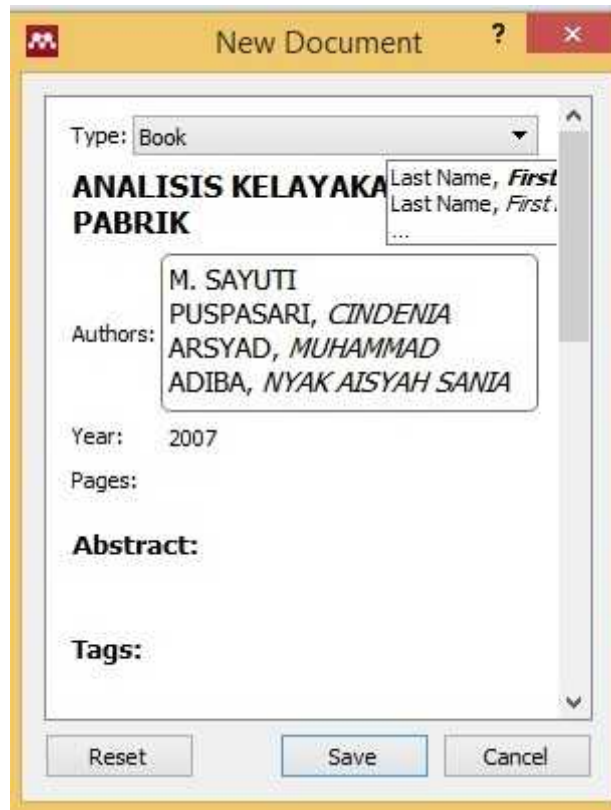 New Document ?
Type: Book
ANALISIS KELAYAKA
PABRIK
Last Name, First
Last Name, First
...
Authors:
M. SAYUTI
PUSPASARI, CINDENIA
ARSYAD, MUHAMMAD
ADIBA, NYAK AISYAH SANIA
Year: 2007
Pages:
Abstract:
Tags:
Reset Save Cancel